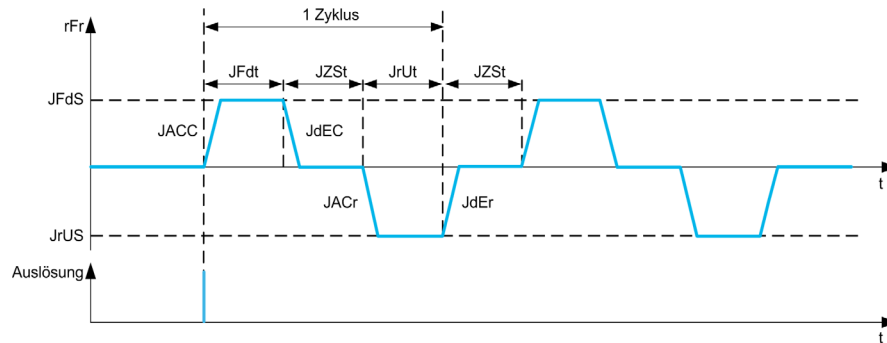 1 Zyklus
rFr
JFdt
JZSt
JrUt
JZSt
JFdS
JACC
JdEC
t
JACr
JdEr
JrUS
Auslösung
t